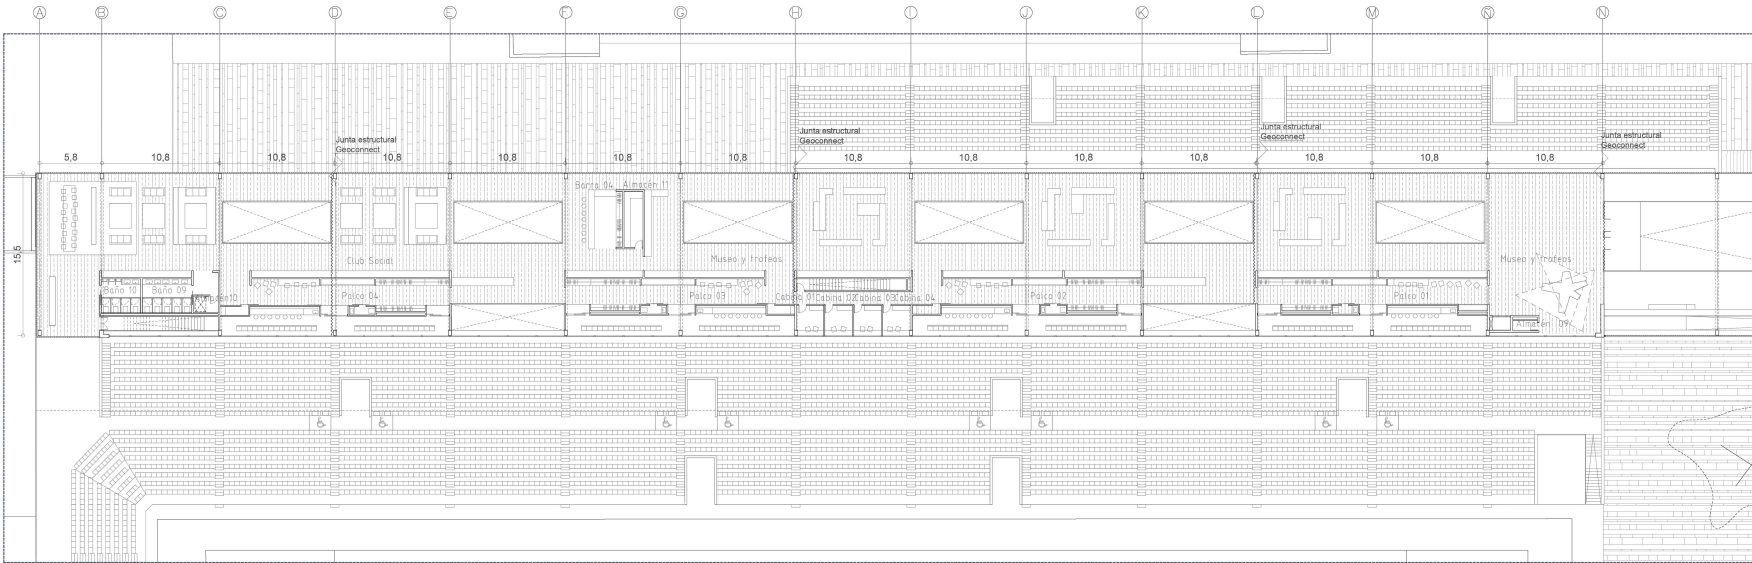 A B C D E F G H I J K L M Ñ N
Junta estructural
Geoconnect
Junta estructural
Geoconnect
Junta estructural
Geoconnect
Junta estructural
Geoconnect
5,8 10,8 10,8 10,8 10,8 10,8 10,8 10,8 10,8 10,8 10,8 10,8 10,8 10,8
15,5
Barra 04 Almacén 11
Club Social
Museo y trofeos
Museo y trofeos
Baño 10 Baño 09 Almacén10
Palco 04
Palco 03
Cabina 01 Cabina 02 Cabina 03 Cabina 04
Palco 02
Palco 01
Almacén 09